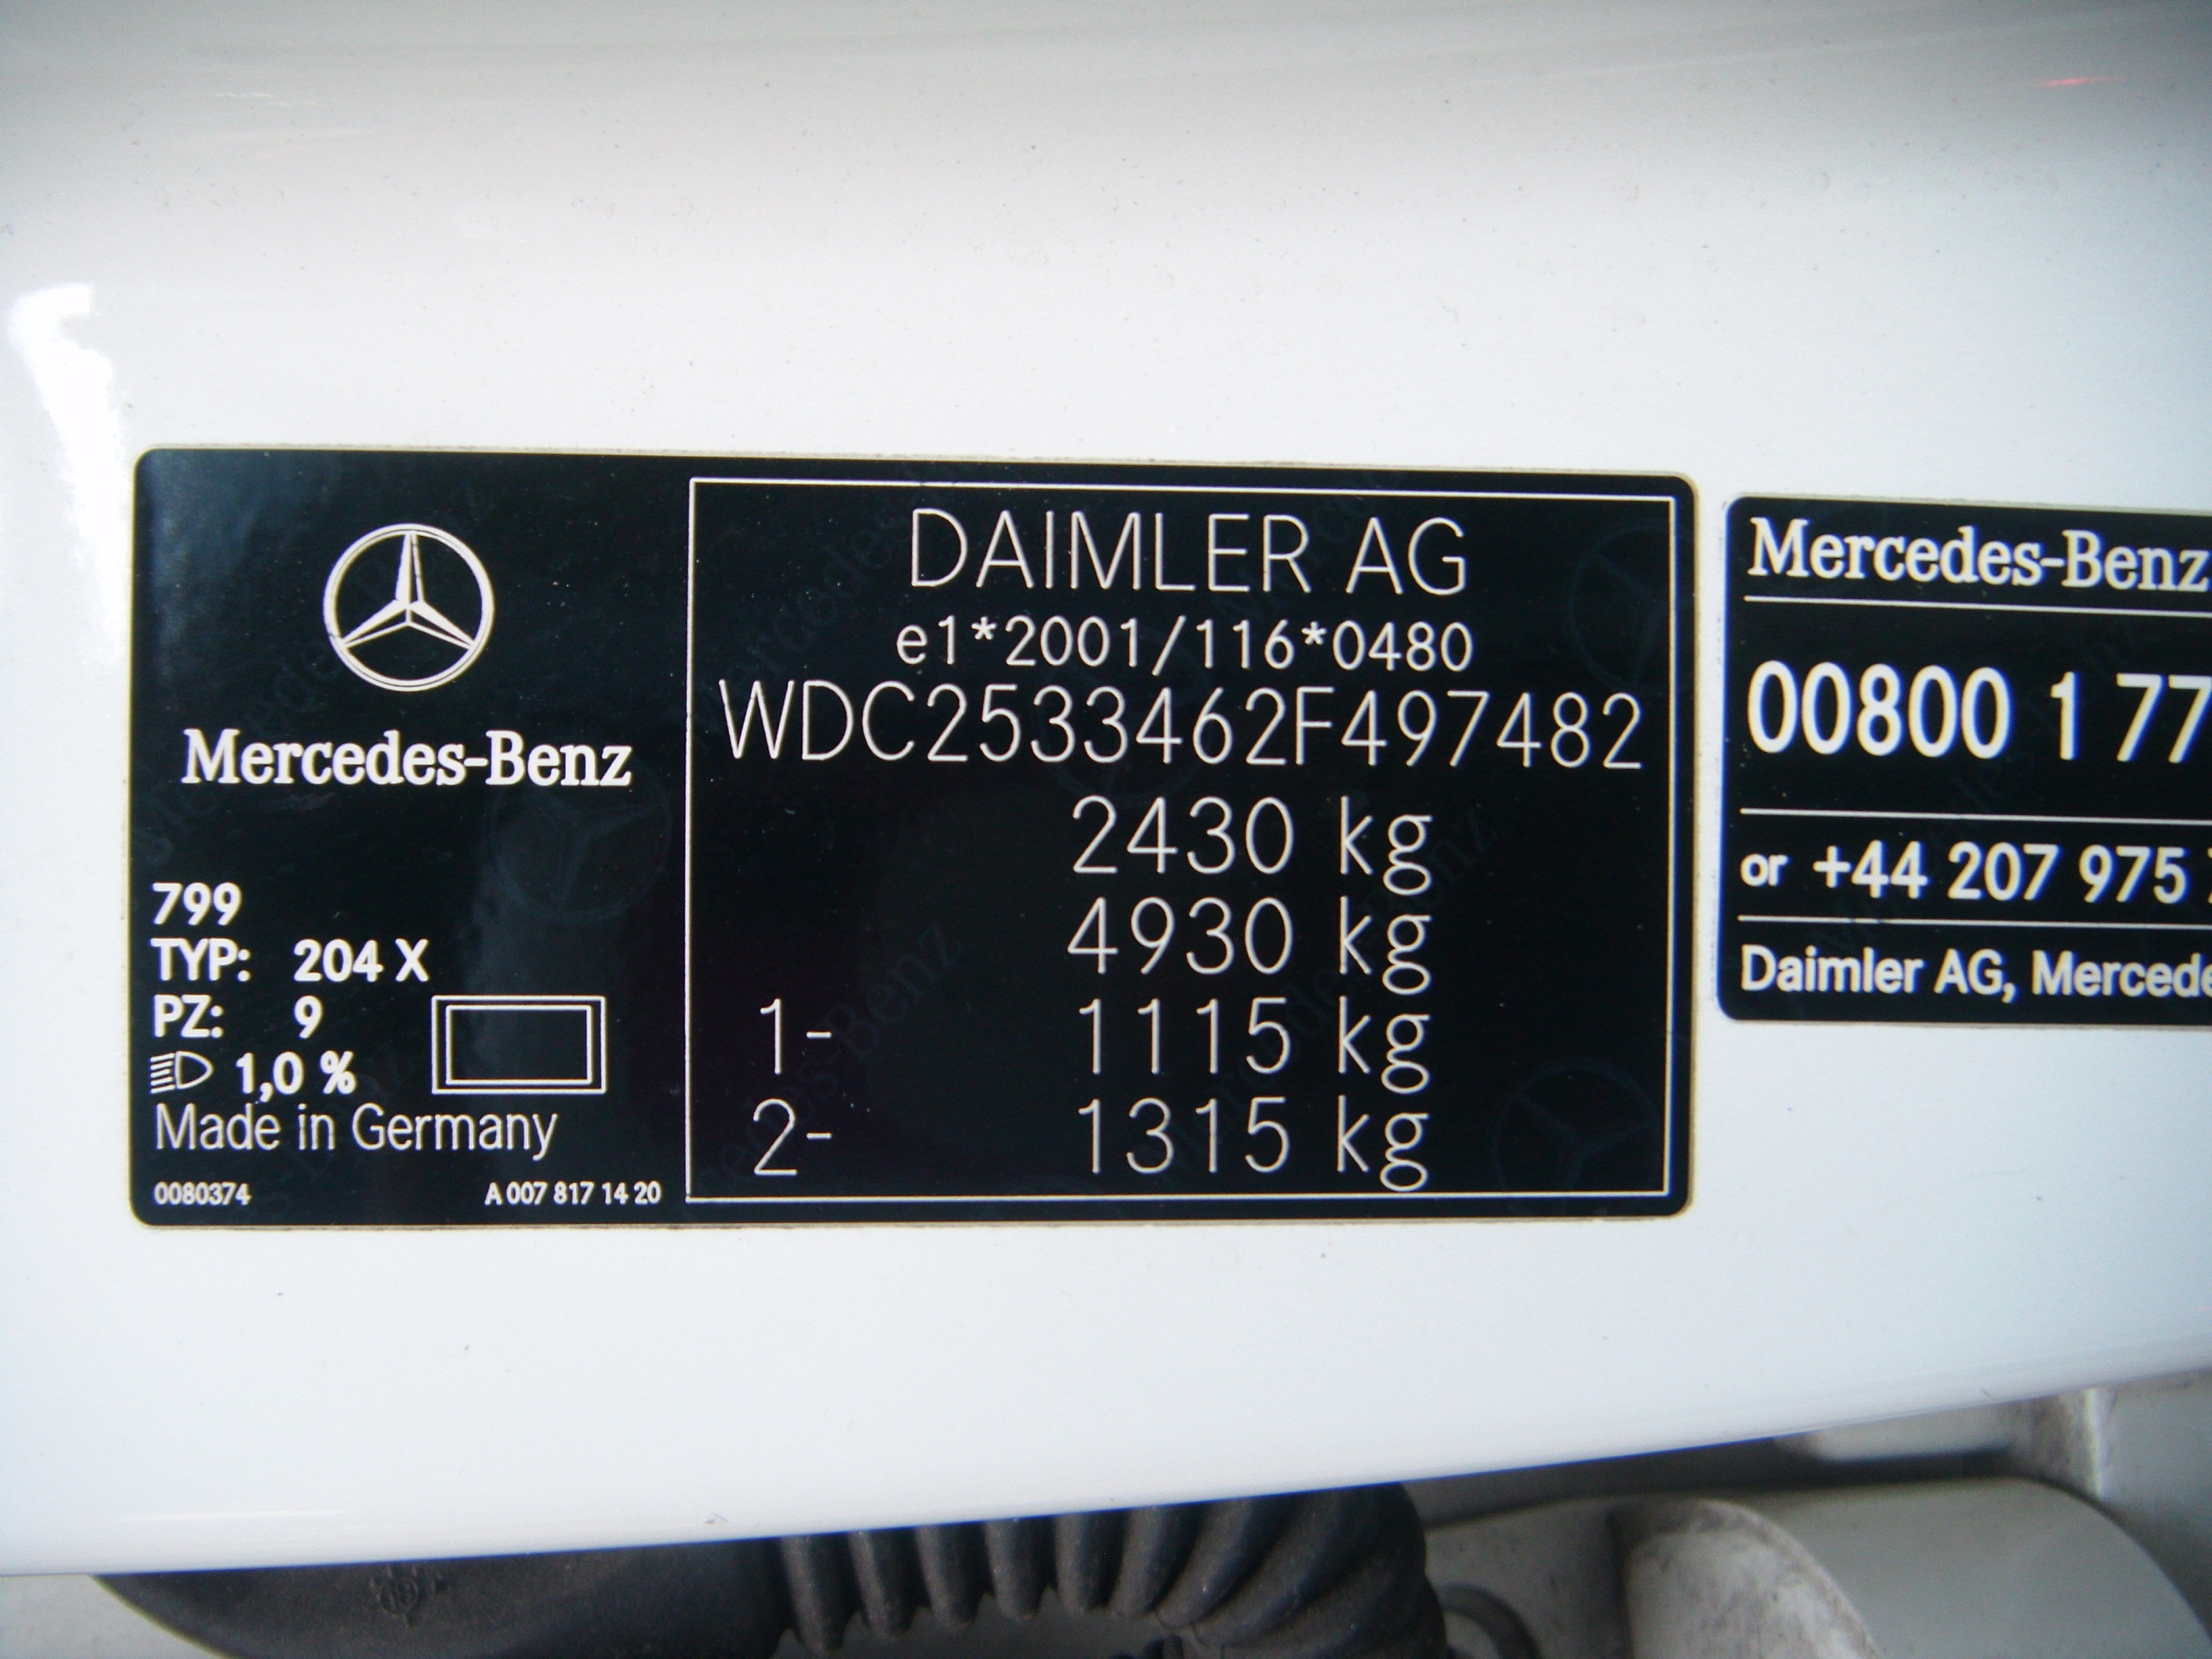 Mercedes-Benz
799
TYP: 204 X
PZ: 9
1,0 %
Made in Germany
0080374 A 007 817 14 20
DAIMLER AG
e1*2001/116*0480
WDC2533462F497482
2430 kg
4930 kg
1- 1115 kg
2- 1315 kg
Mercedes-Benz
00800 1 77
or +44 207 975
Daimler AG,